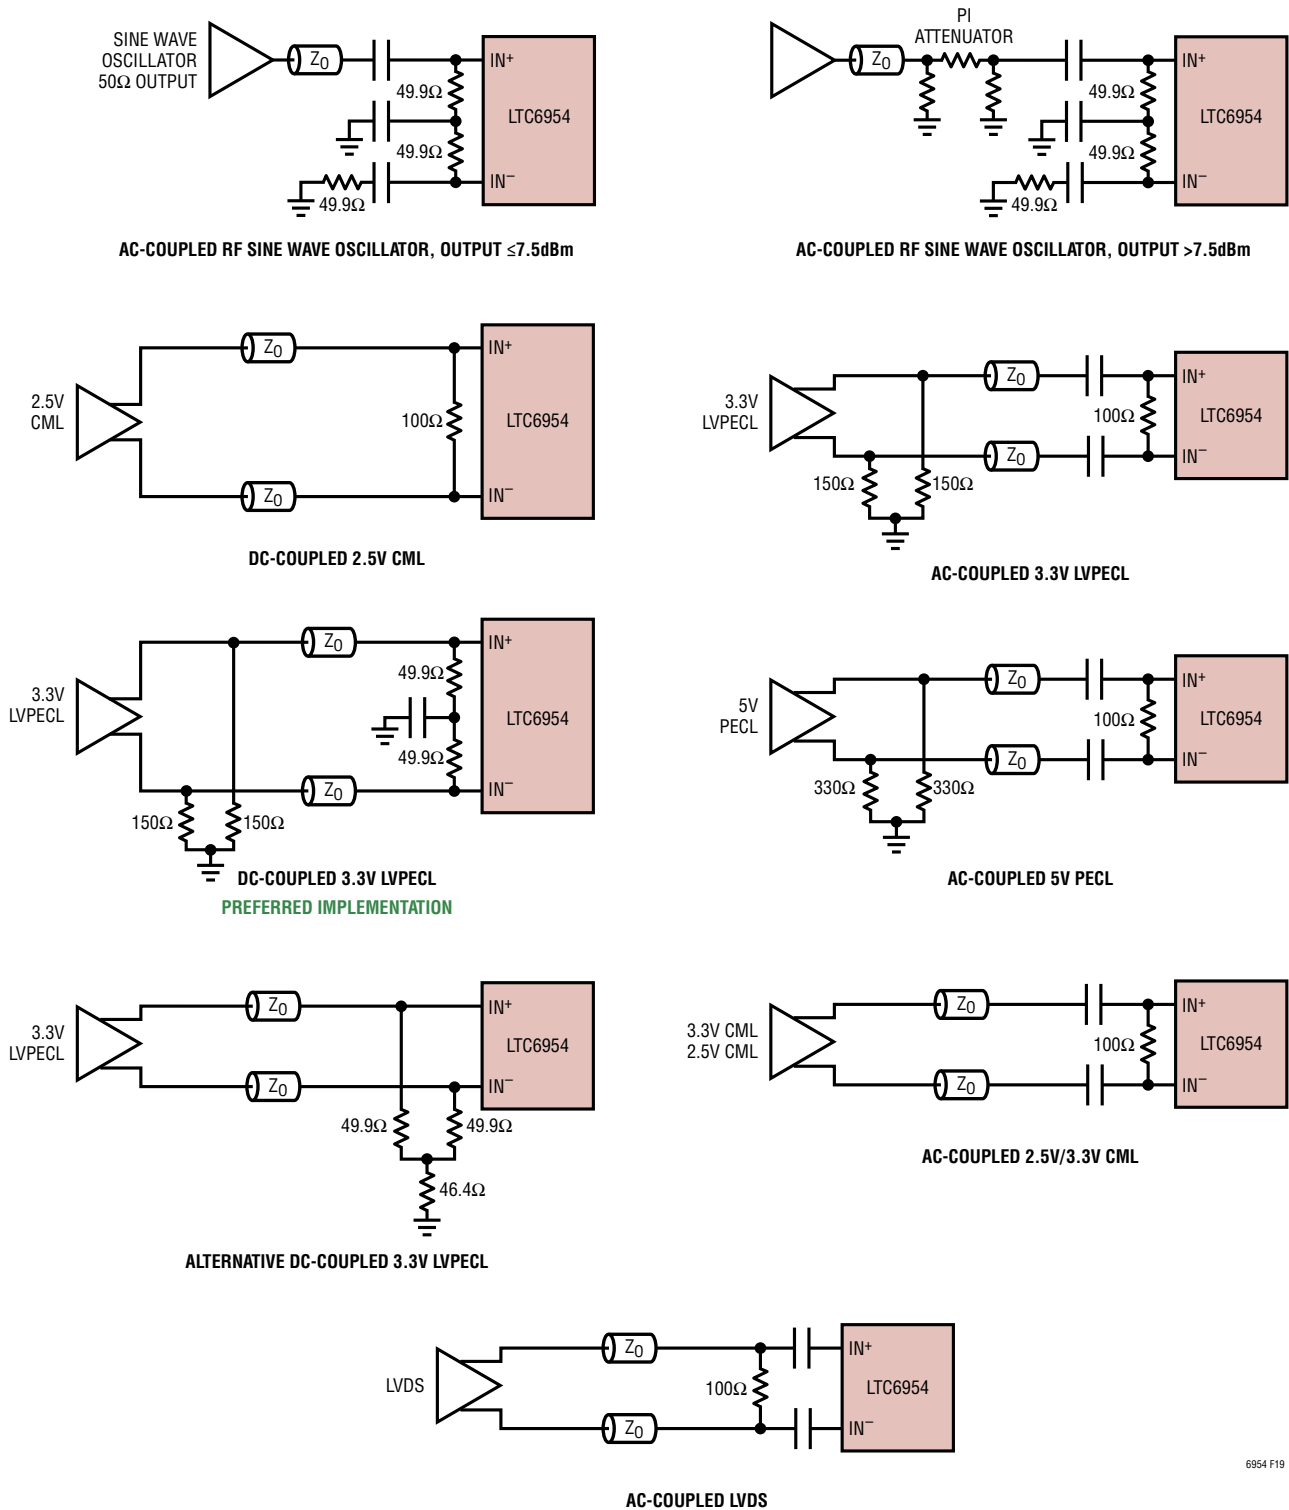 SINE WAVE
OSCILLATOR
50Ω OUTPUT
Z0
49.9Ω
49.9Ω
49.9Ω
IN+
LTC6954
IN−
AC-COUPLED RF SINE WAVE OSCILLATOR, OUTPUT ≤7.5dBm
PI
ATTENUATOR
Z0
49.9Ω
49.9Ω
49.9Ω
IN+
LTC6954
IN−
AC-COUPLED RF SINE WAVE OSCILLATOR, OUTPUT >7.5dBm
2.5V
CML
Z0
Z0
100Ω
IN+
LTC6954
IN−
DC-COUPLED 2.5V CML
3.3V
LVPECL
Z0
Z0
150Ω
150Ω
100Ω
IN+
LTC6954
IN−
AC-COUPLED 3.3V LVPECL
3.3V
LVPECL
Z0
Z0
150Ω
150Ω
49.9Ω
49.9Ω
IN+
LTC6954
IN−
DC-COUPLED 3.3V LVPECL
PREFERRED IMPLEMENTATION
5V
PECL
Z0
Z0
330Ω
330Ω
100Ω
IN+
LTC6954
IN−
AC-COUPLED 5V PECL
3.3V
LVPECL
Z0
Z0
49.9Ω
49.9Ω
46.4Ω
IN+
LTC6954
IN−
ALTERNATIVE DC-COUPLED 3.3V LVPECL
3.3V CML
2.5V CML
Z0
Z0
100Ω
IN+
LTC6954
IN−
AC-COUPLED 2.5V/3.3V CML
LVDS
Z0
Z0
100Ω
IN+
LTC6954
IN−
AC-COUPLED LVDS
6954 F19